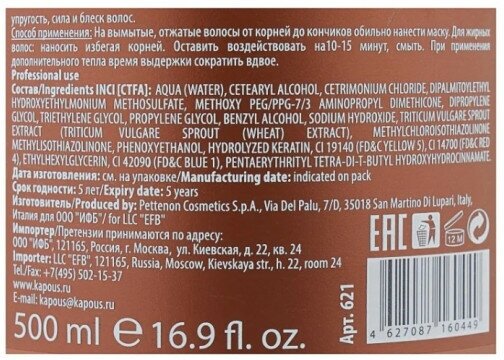 упругость, сила и блеск волос.
Способ применения: На вымытые, отжатые волосы от корней до кончиков обильно нанести маску. Для жирных
волос: наносить избегая корней. Оставить воздействовать на10-15 минут, смыть. При применении
дополнительного тепла время выдержки сократить вдвое.
Professional use
Состав/Ingredients INCI [CTFA]: AQUA (WATER), CETEARYL ALCOHOL, CETRIMONIUM CHLORIDE, DIPALMITOYLETHYL
HYDROXYETHYLMONIUM METHOSULFATE, METHOXY PEG/PPG-7/3 AMINOPROPYL DIMETHICONE, DIPROPYLENE
GLYCOL, TRIETHYLENE GLYCOL, PROPYLENE GLYCOL, BENZYL ALCOHOL, SODIUM HYDROXIDE, TRITICUM VULGARE SPROUT
EXTRACT (TRITICUM VULGARE SPROUT (WHEAT) EXTRACT), METHYLCHLOROISOTHIAZOLINONE
METHYLISOTHIAZOLINONE, PHENOXYETHANOL, HYDROLYZED KERATIN, CI 19140 (FD&C YELLOW 5), CI 14700 (FD&C RED
4), ETHYLHEXYLGLYCERIN, CI 42090 (FD&C BLUE 1), PENTAERYTHRITYL TETRA-DI-T-BUTYL HYDROXYHYDROCINNAMATE.
Дата изготовления: см. на упаковке/Manufacturing date: indicated on pack
Срок годности: 5 лет/Expiry date: 5 years
Изготовитель/Produced by: Pettenon Cosmetics S.p.A., Via Del Palu, 7/D, 35018 San Martino Di Lupari, Italy,
Италия для ООО "ИФБ"/ for LLC "EFB"
Импортер/Претензии принимаются по адресу:
ООО "ИФБ", 121165, Россия, г. Москва, ул. Киевская, д. 22, кв. 24
Importer: LLC "EFB", 121165, Russia, Moscow, Kievskaya str., h. 22, room 24
Tel./Fax: +7(495) 502-15-37
www.kapous.ru
E-mail: kapous@kapous.ru
500 ml e 16.9 fl. oz.
EAC
12 M
Арт. 621
4 627087 160449